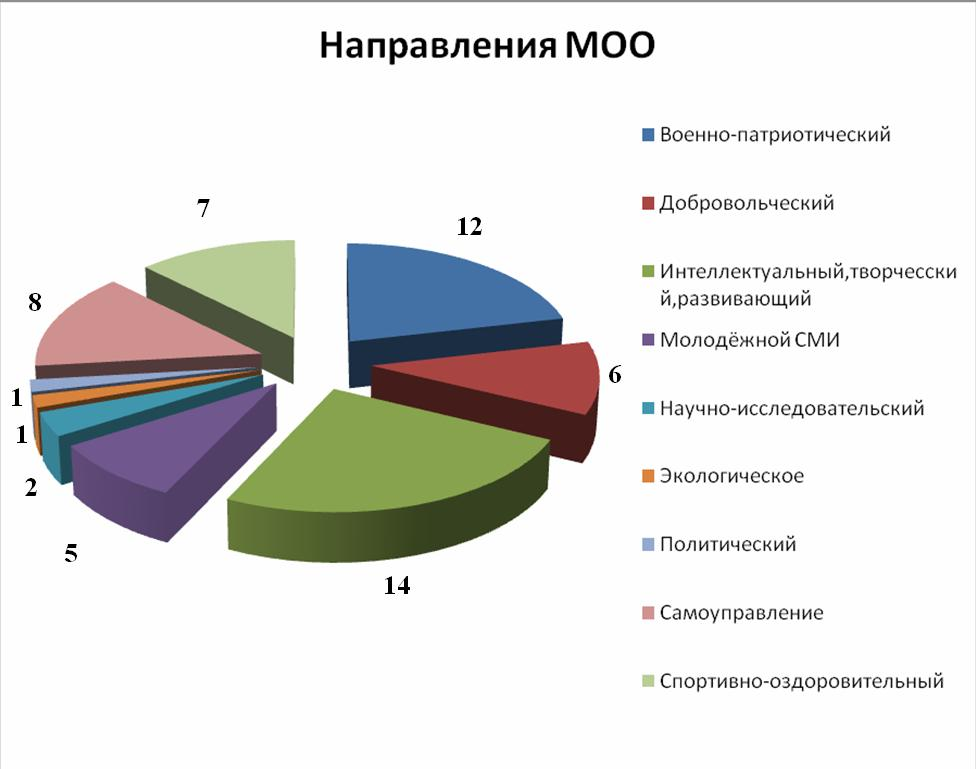 Направления МОО
7
12
8
6
1
1
2
5
14
Военно-патриотический
Добровольческий
Интеллектуальный,творчесски
й,развивающий
Молодёжной СМИ
Научно-исследовательский
Экологическое
Политический
Самоуправление
Спортивно-оздоровительный